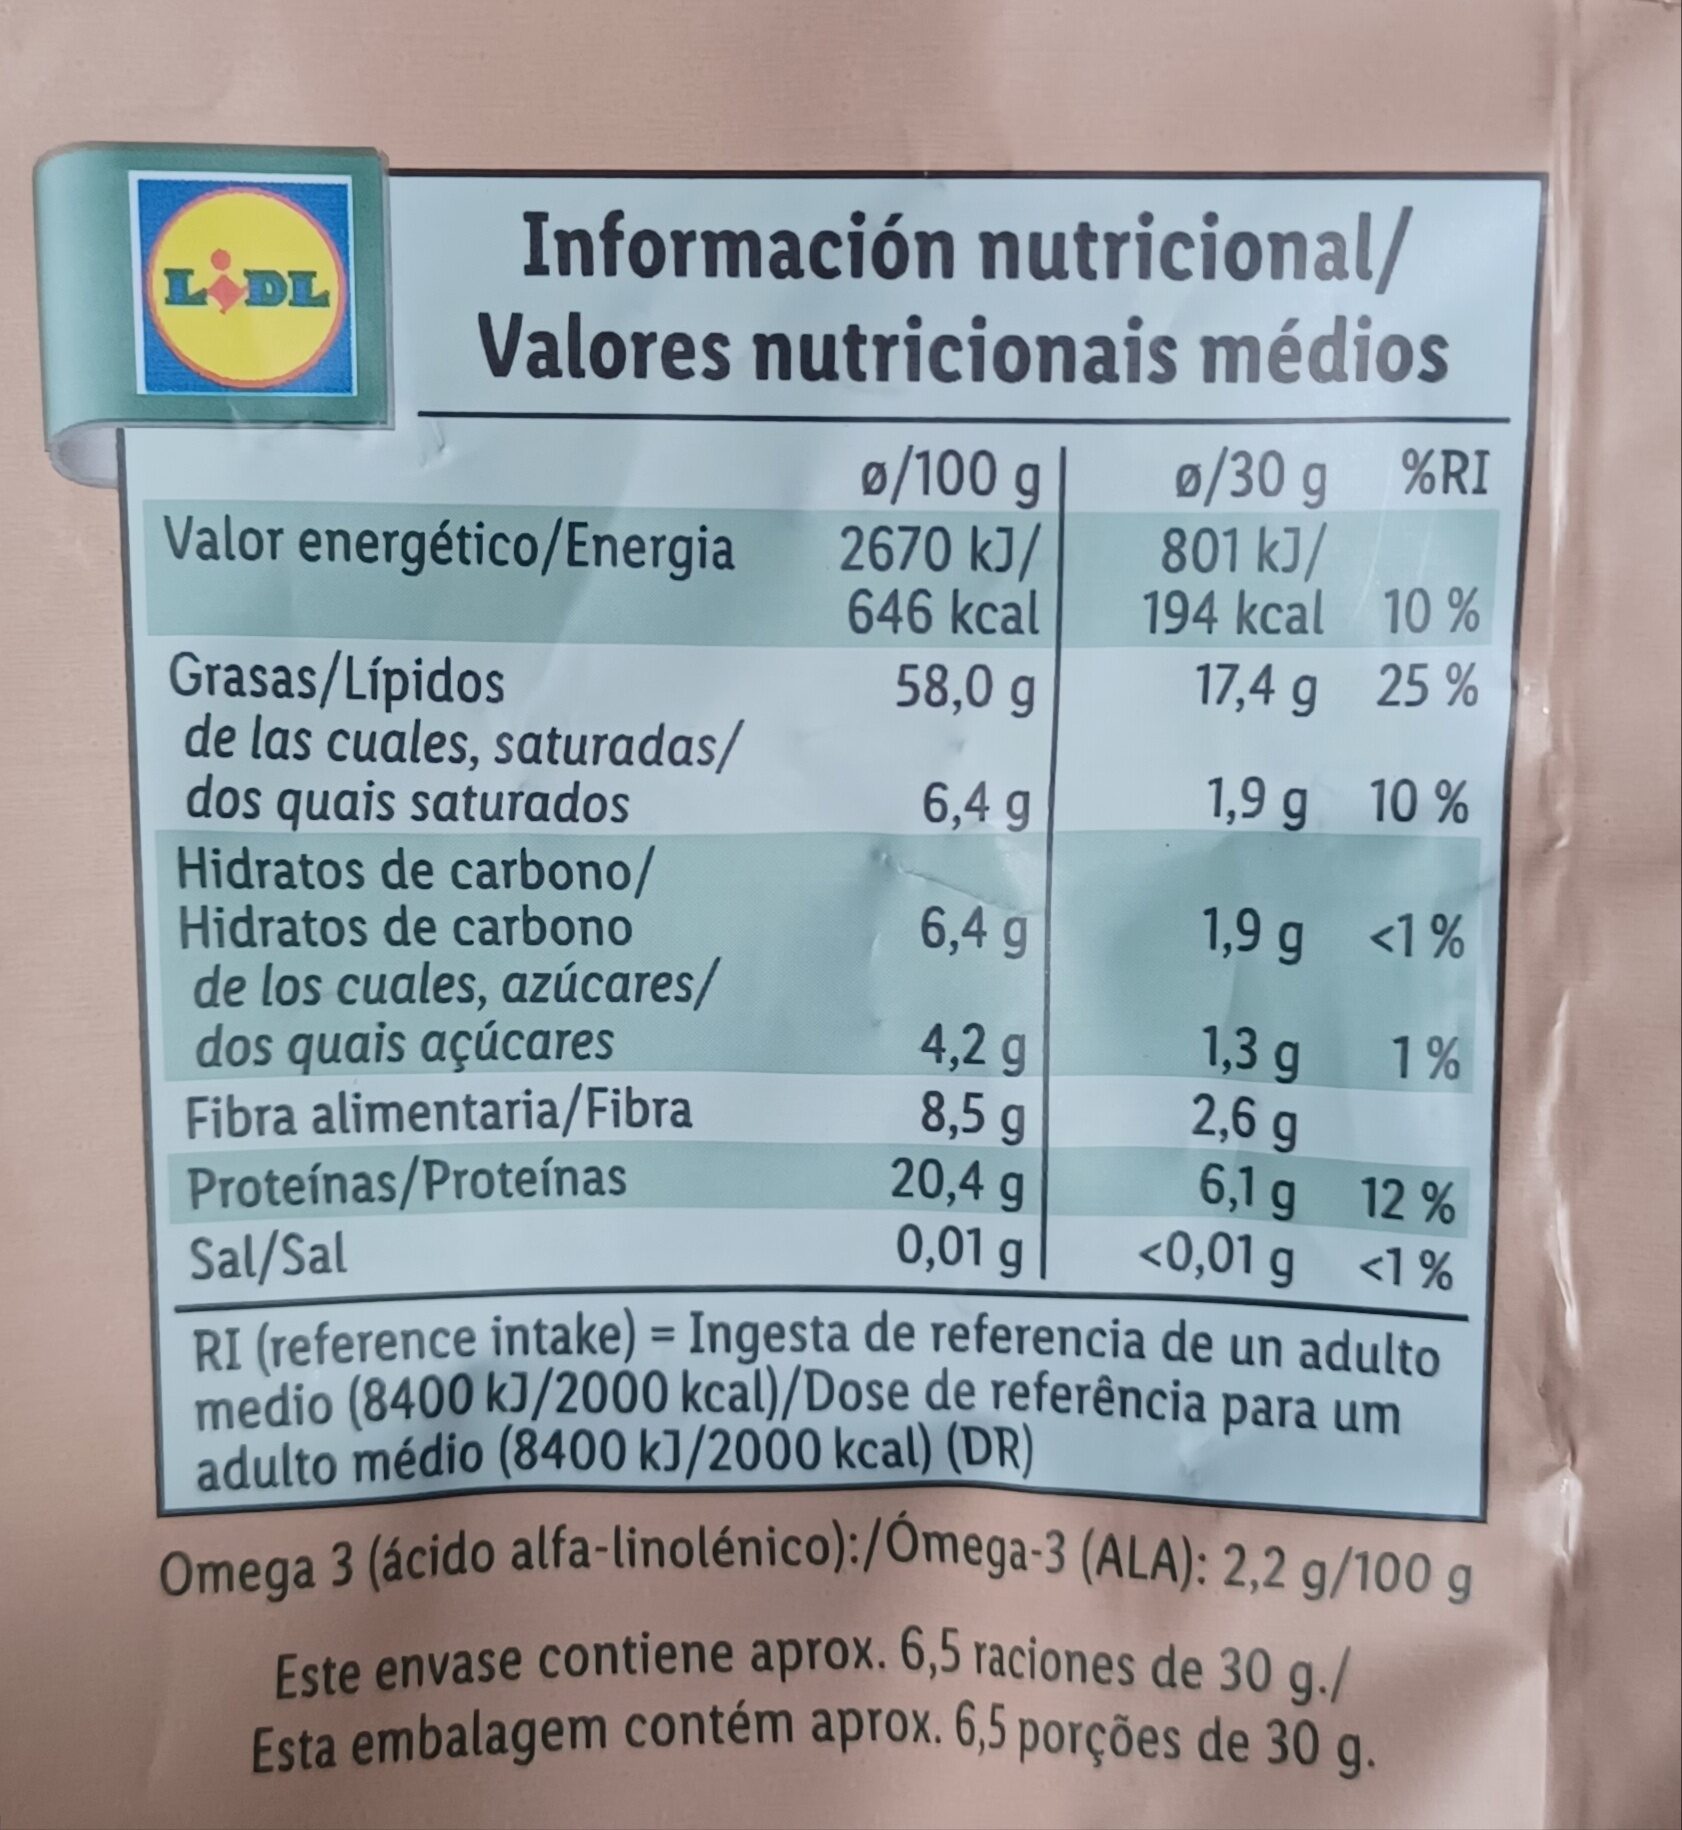 LIDL
Información nutricional/
Valores nutricionais médios
ø/100 g ø/30 g %RI
Valor energético/Energia 2670 kJ/ 801 kJ/
646 kcal 194 kcal 10 %
Grasas/Lípidos 58,0 g 17,4 g 25 %
de las cuales, saturadas/
dos quais saturados 6,4 g 1,9 g 10 %
Hidratos de carbono/
Hidratos de carbono 6,4 g 1,9 g <1 %
de los cuales, azúcares/
dos quais açúcares 4,2 g 1,3 g 1 %
Fibra alimentaria/Fibra 8,5 g 2,6 g
Proteínas/Proteínas 20,4 g 6,1 g 12 %
Sal/Sal 0,01 g <0,01 g <1 %
RI (reference intake) = Ingesta de referencia de un adulto
medio (8400 kJ/2000 kcal)/Dose de referência para um
adulto médio (8400 kJ/2000 kcal) (DR)
Omega 3 (ácido alfa-linolénico):/Ómega-3 (ALA): 2,2 g/100 g
Este envase contiene aprox. 6,5 raciones de 30 g./
Esta embalagem contém aprox. 6,5 porções de 30 g.